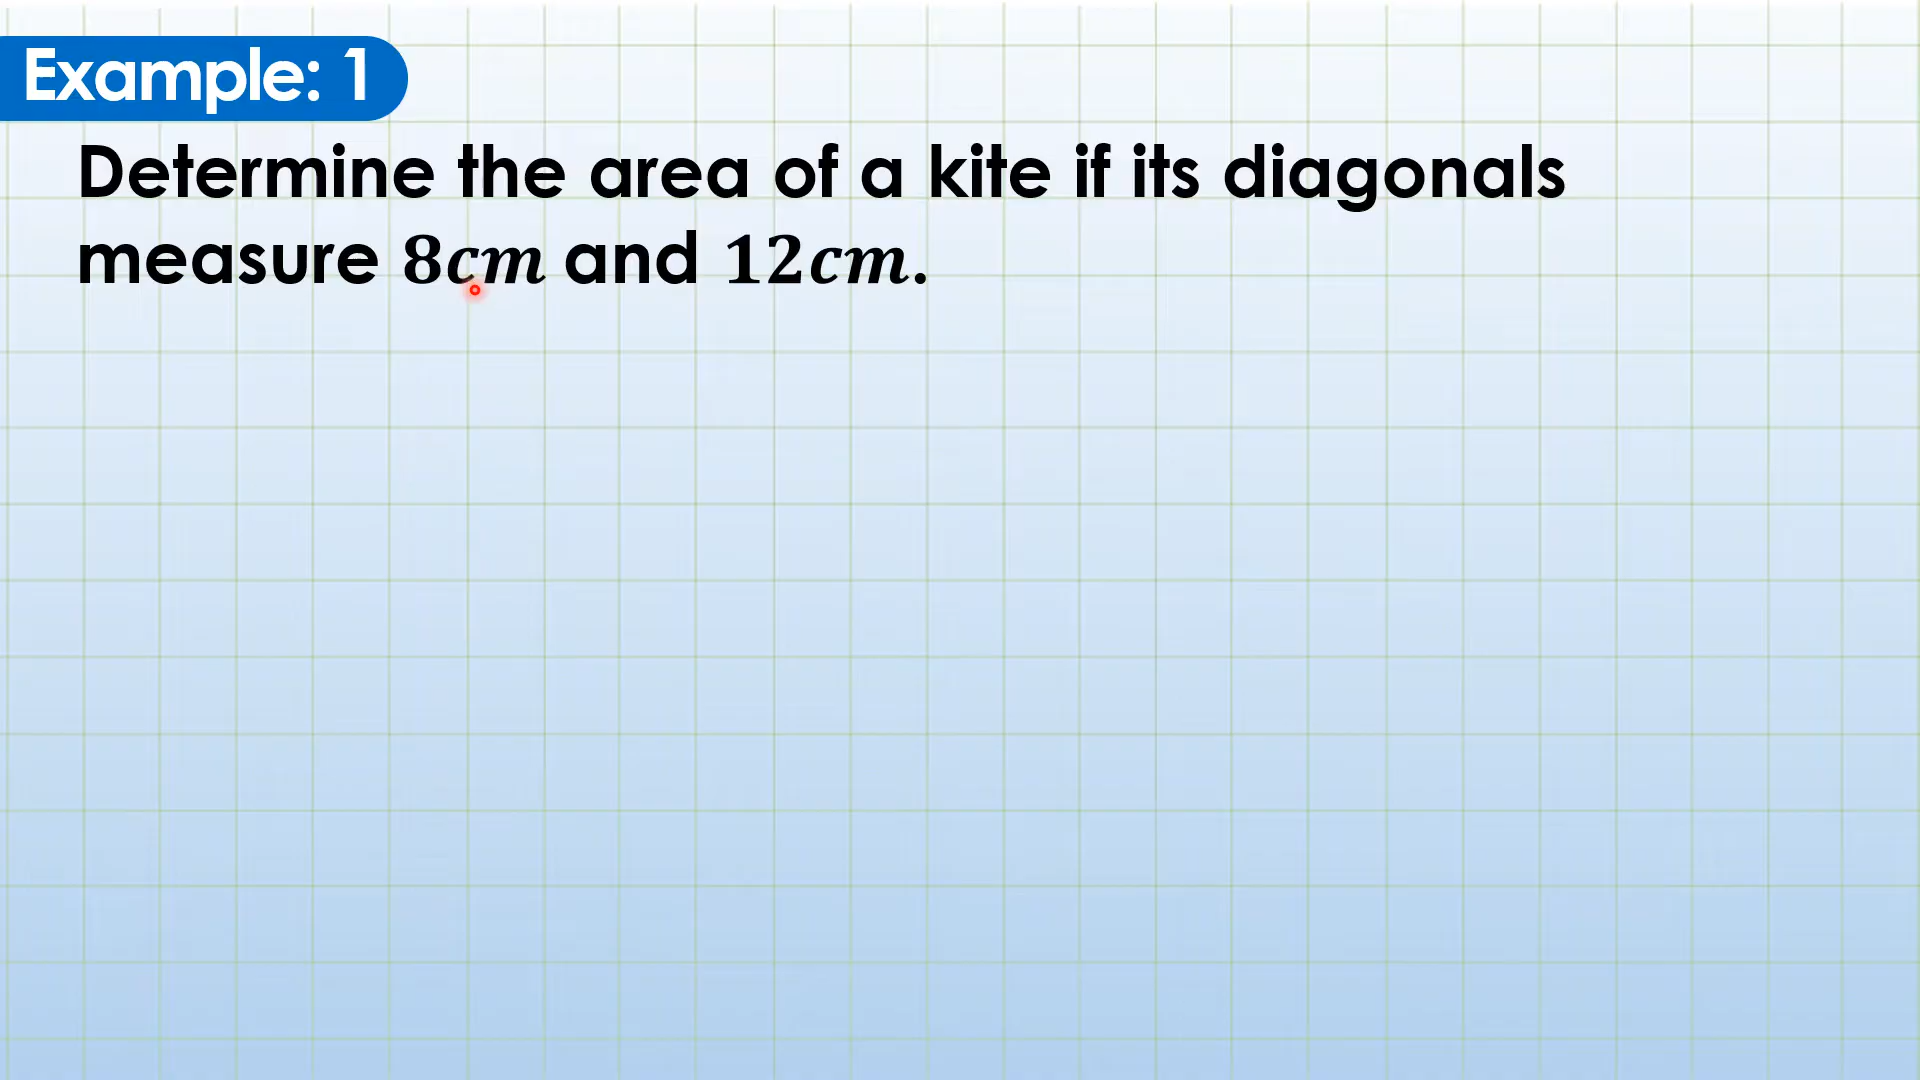 Example: 1
Determine the area of a kite if its diagonals
measure 8cm and 12cm.